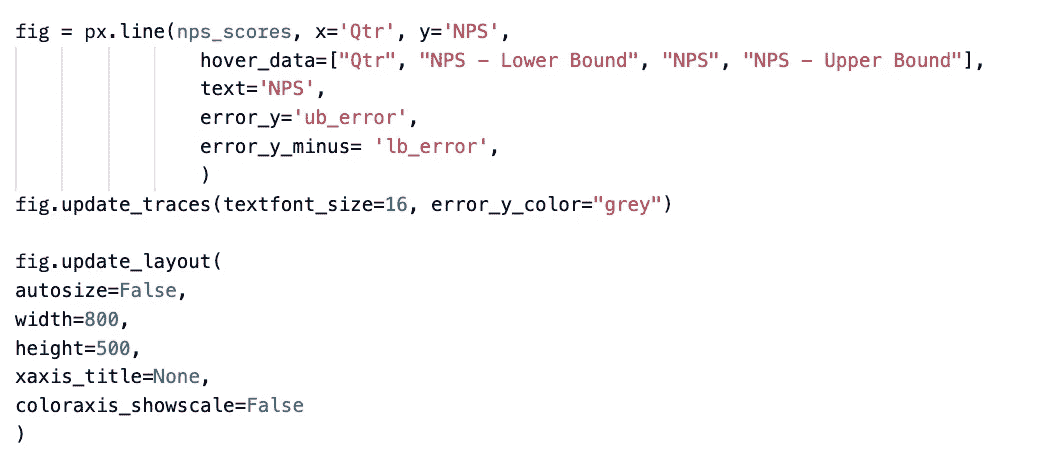 fig = px.line(nps_scores, x='Qtr', y='NPS',
hover_data=["Qtr", "NPS – Lower Bound", "NPS", "NPS – Upper Bound"],
text='NPS',
error_y='ub_error',
error_y_minus= 'lb_error',
)
fig.update_traces(textfont_size=16, error_y_color="grey")
fig.update_layout(
autosize=False,
width=800,
height=500,
xaxis_title=None,
coloraxis_showscale=False
)